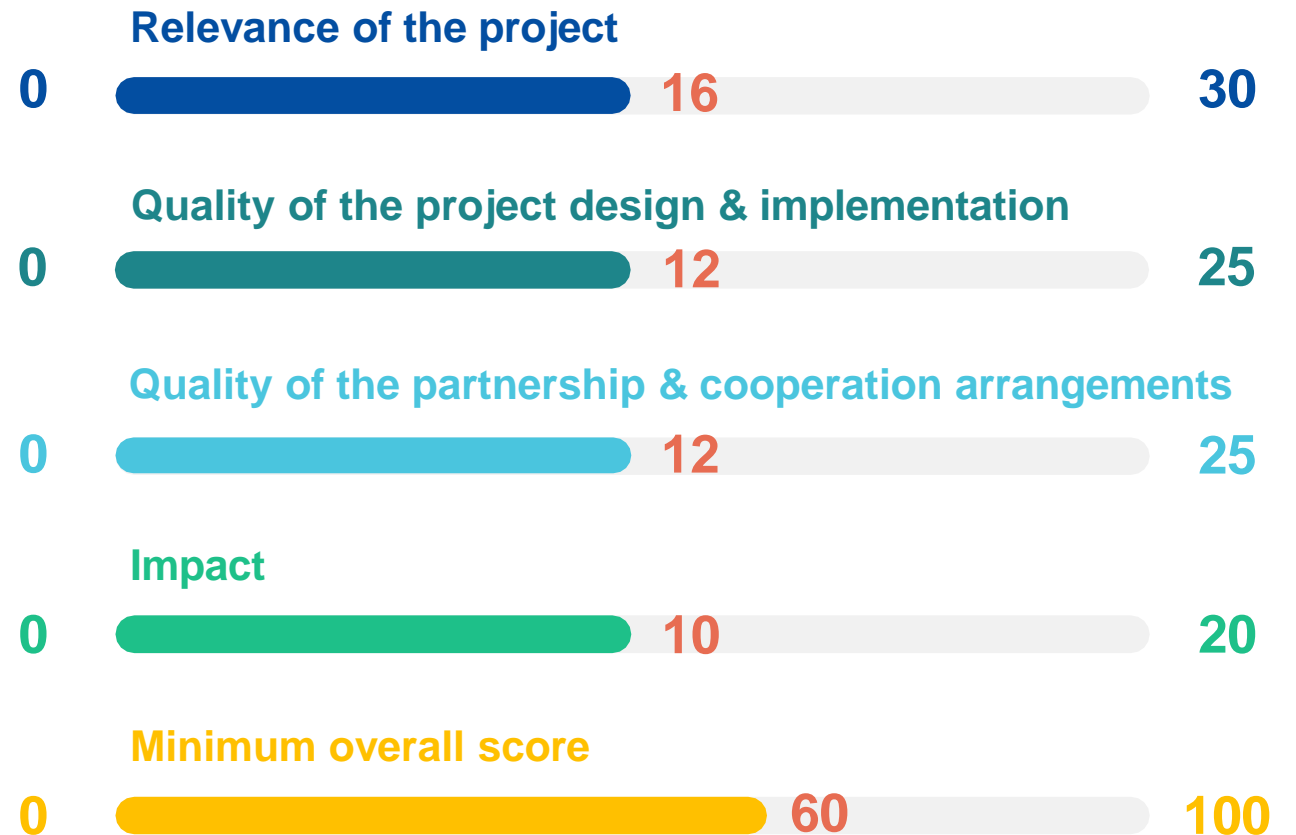 Relevance of the project
0 16 30
Quality of the project design & implementation
0 12 25
Quality of the partnership & cooperation arrangements
0 12 25
Impact
0 10 20
Minimum overall score
0 60 100